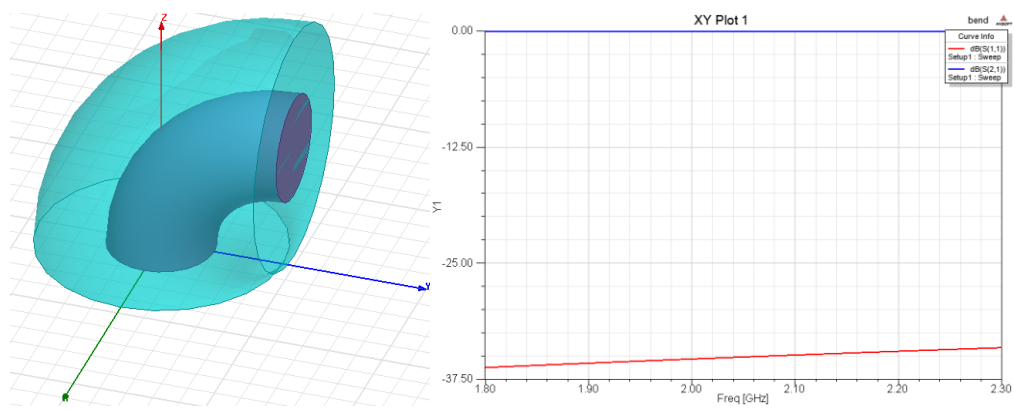 Z
Y
XY Plot 1
bend
ANSOFT
Curve Info
dB(S(1,1))
Setup1 : Sweep
dB(S(2,1))
Setup1 : Sweep
0.00
-12.50
-25.00
-37.50
Y1
1.80
1.90
2.00
2.10
2.20
2.30
Freq [GHz]